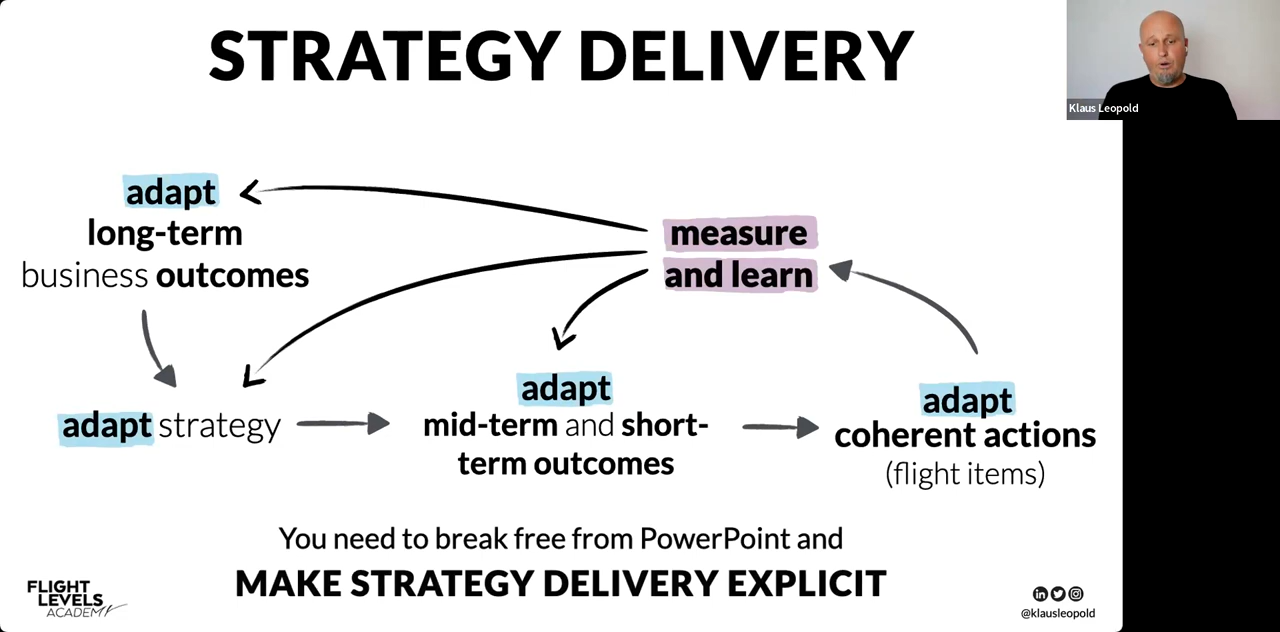 STRATEGY DELIVERY
Klaus Leopold
adapt
long-term
business outcomes
measure
and learn
adapt strategy
adapt
mid-term and short-
term outcomes
adapt
coherent actions
(flight items)
You need to break free from PowerPoint and
MAKE STRATEGY DELIVERY EXPLICIT
FLIGHT
LEVELS
ACADEMY
in
@klausleopold